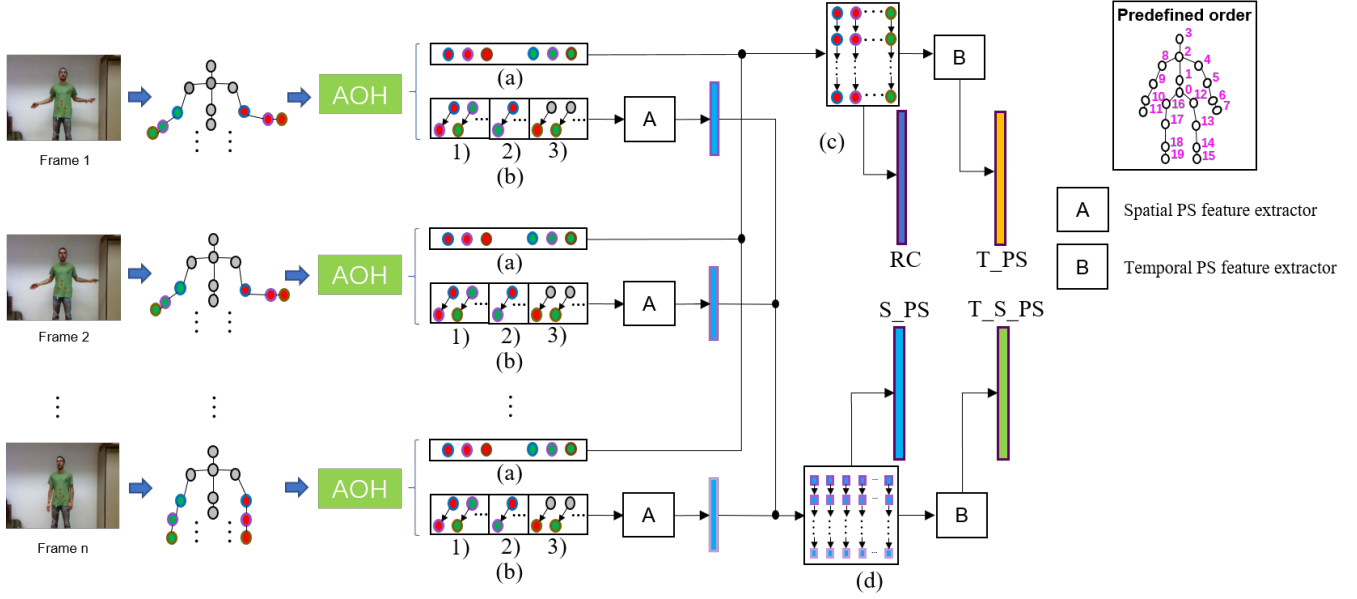 Frame 1
AOH
(a)
1) 2) 3)
(b)
A
Frame 2
AOH
(a)
1) 2) 3)
(b)
A
Frame n
AOH
(a)
1) 2) 3)
(b)
A
(c)
B
RC
T_PS
S_PS
T_S_PS
(d)
B
Predefined order
3
2
8
4
1
9
5
0
12
10
6
16
11
7
17
13
18
14
19
15
A
Spatial PS feature extractor
B
Temporal PS feature extractor